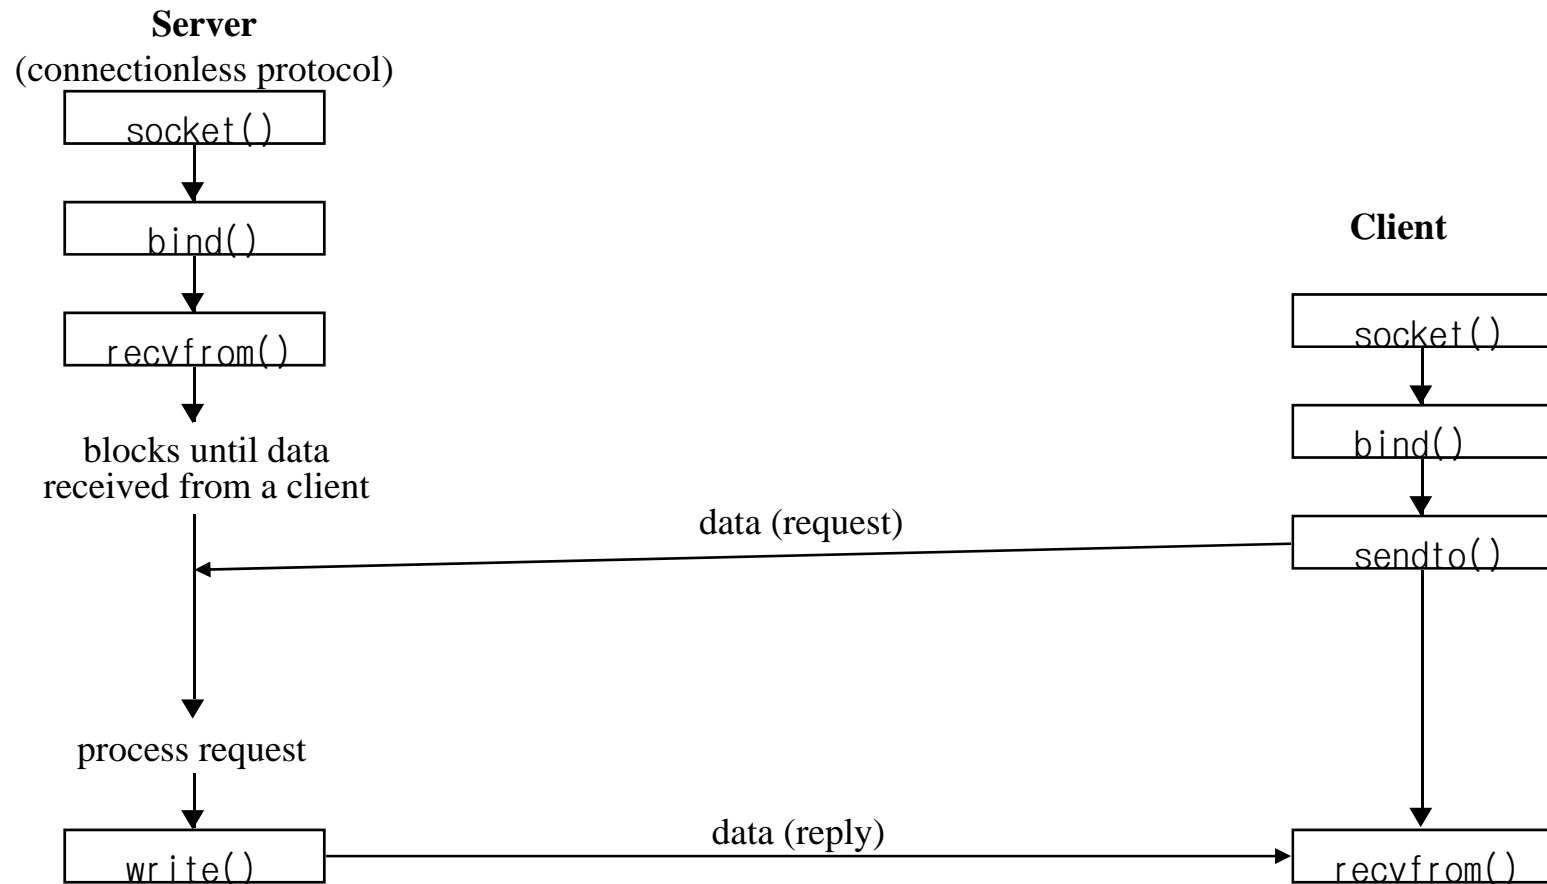 Server
(connectionless protocol)
socket()
bind()
recvfrom()
blocks until data
received from a client
process request
write()
data (request)
data (reply)
Client
socket()
bind()
sendto()
recvfrom()